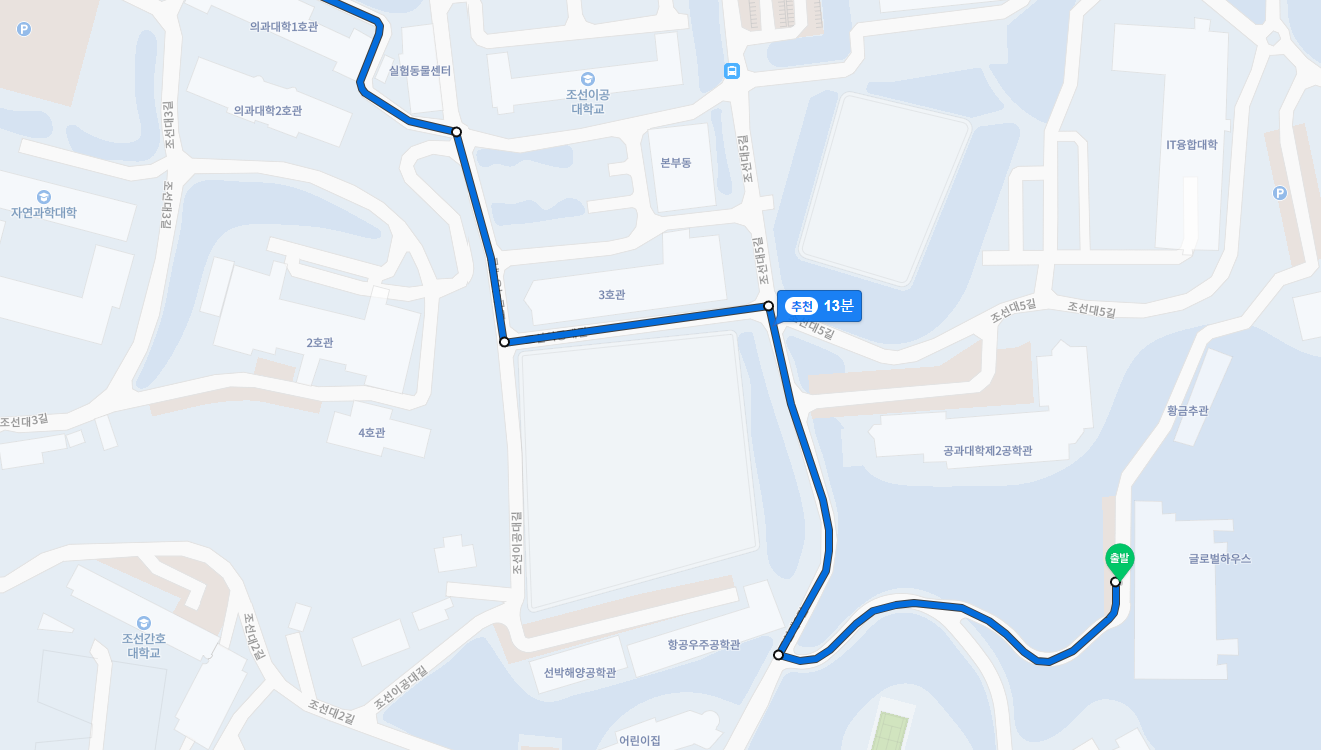 의과대학1호관
P
실험동물센터
조선이공
대학교
의과대학2호관
조선대3길
조선대5길
IT융합대학
본부동
P
조선대3길
자연과학대학
조선대5길
3호관
추천 13분
조선대5길
조선대5길
2호관
조선대3길
4호관
황금추관
공과대학제2공학관
조선이공대길
출발
글로벌하우스
조선간호
대학교
조선대2길
항공우주공학관
선박해양공학관
조선이공대길
조선대2길
어린이집